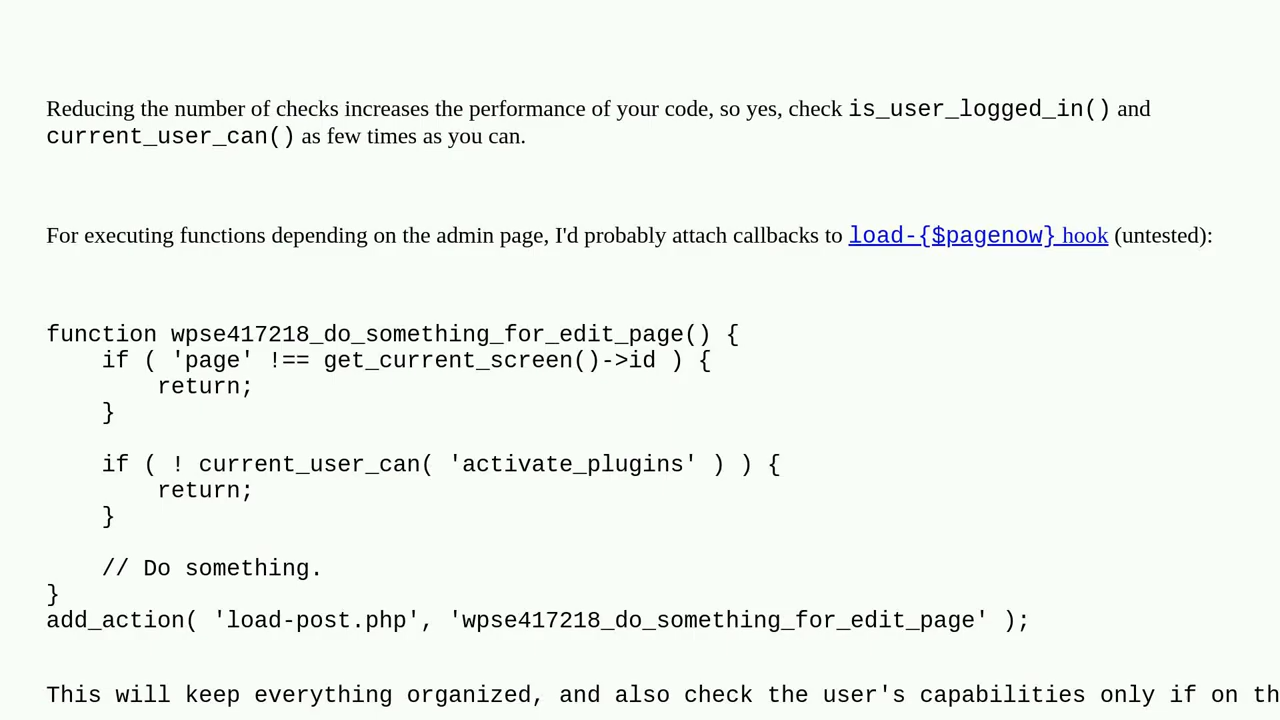 Reducing the number of checks increases the performance of your code, so yes, check is_user_logged_in() and
current_user_can() as few times as you can.
For executing functions depending on the admin page, I'd probably attach callbacks to load-{$pagenow} hook (untested):
function wpse417218_do_something_for_edit_page() {
    if ( 'page' !== get_current_screen()->id ) {
        return;
    }
    if ( ! current_user_can( 'activate_plugins' ) ) {
        return;
    }
    // Do something.
}
add_action( 'load-post.php', 'wpse417218_do_something_for_edit_page' );
This will keep everything organized, and also check the user's capabilities only if on